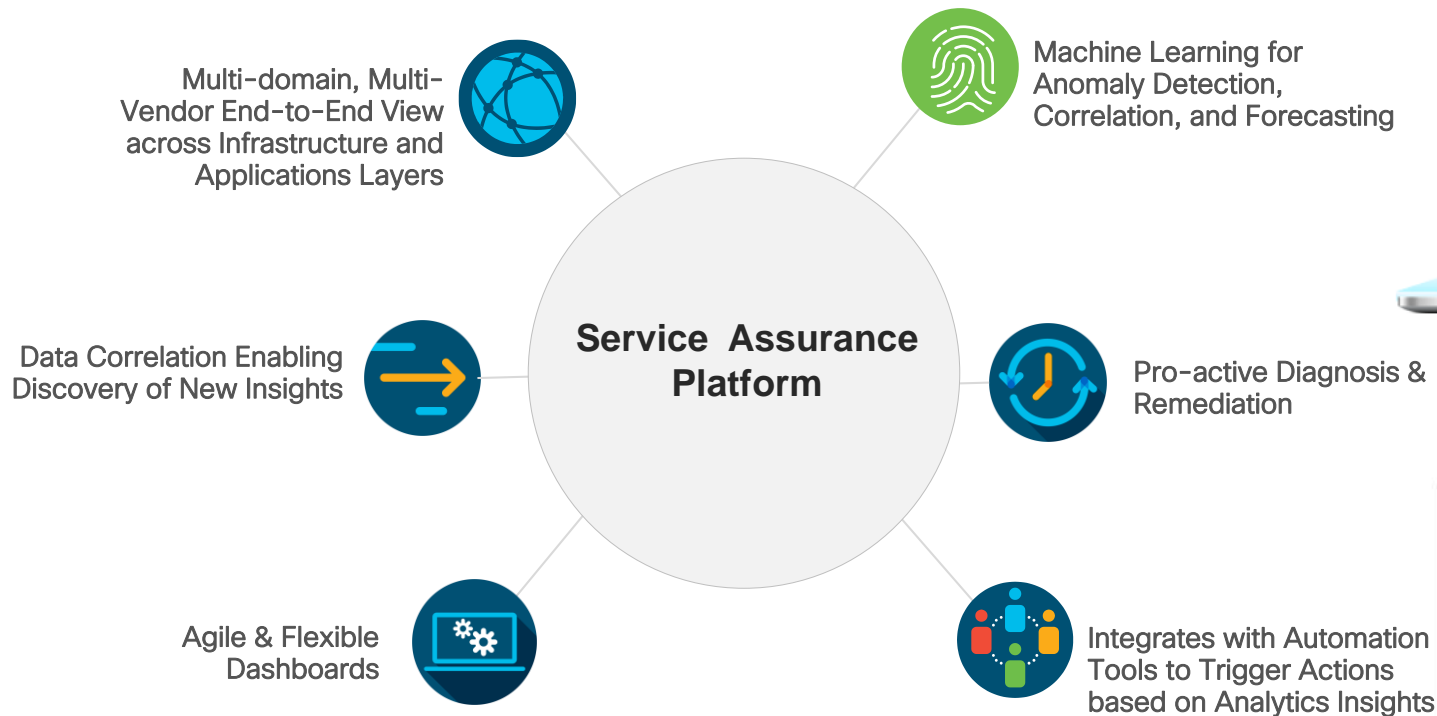 Multi-domain, Multi-
Vendor End-to-End View
across Infrastructure and
Applications Layers
Machine Learning for
Anomaly Detection,
Correlation, and Forecasting
Data Correlation Enabling
Discovery of New Insights
Service Assurance
Platform
Pro-active Diagnosis &
Remediation
Agile & Flexible
Dashboards
Integrates with Automation
Tools to Trigger Actions
based on Analytics Insights